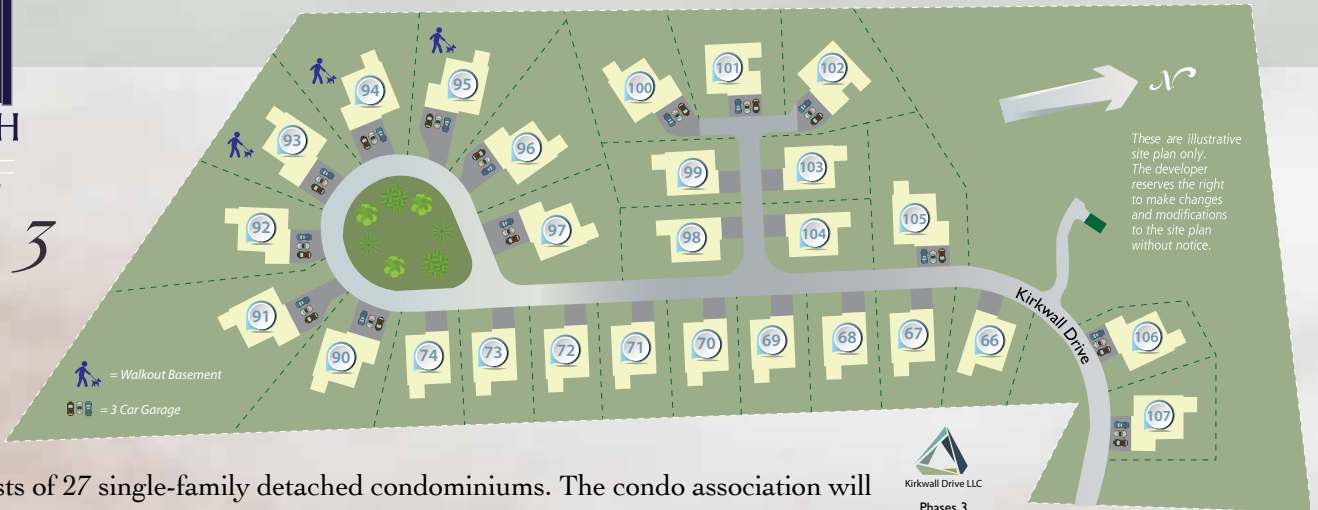 H
3
94
95
93
96
92
97
91
90
74
73
72
71
70
69
68
67
66
100
101
102
99
103
98
104
105
106
107
N
These are illustrative
site plan only.
The developer
reserves the right
to make changes
and modifications
to the site plan
without notice.
Kirkwall Drive
= Walkout Basement
= 3 Car Garage
sts of 27 single-family detached condominiums. The condo association will
Kirkwall Drive LLC
Phases 3